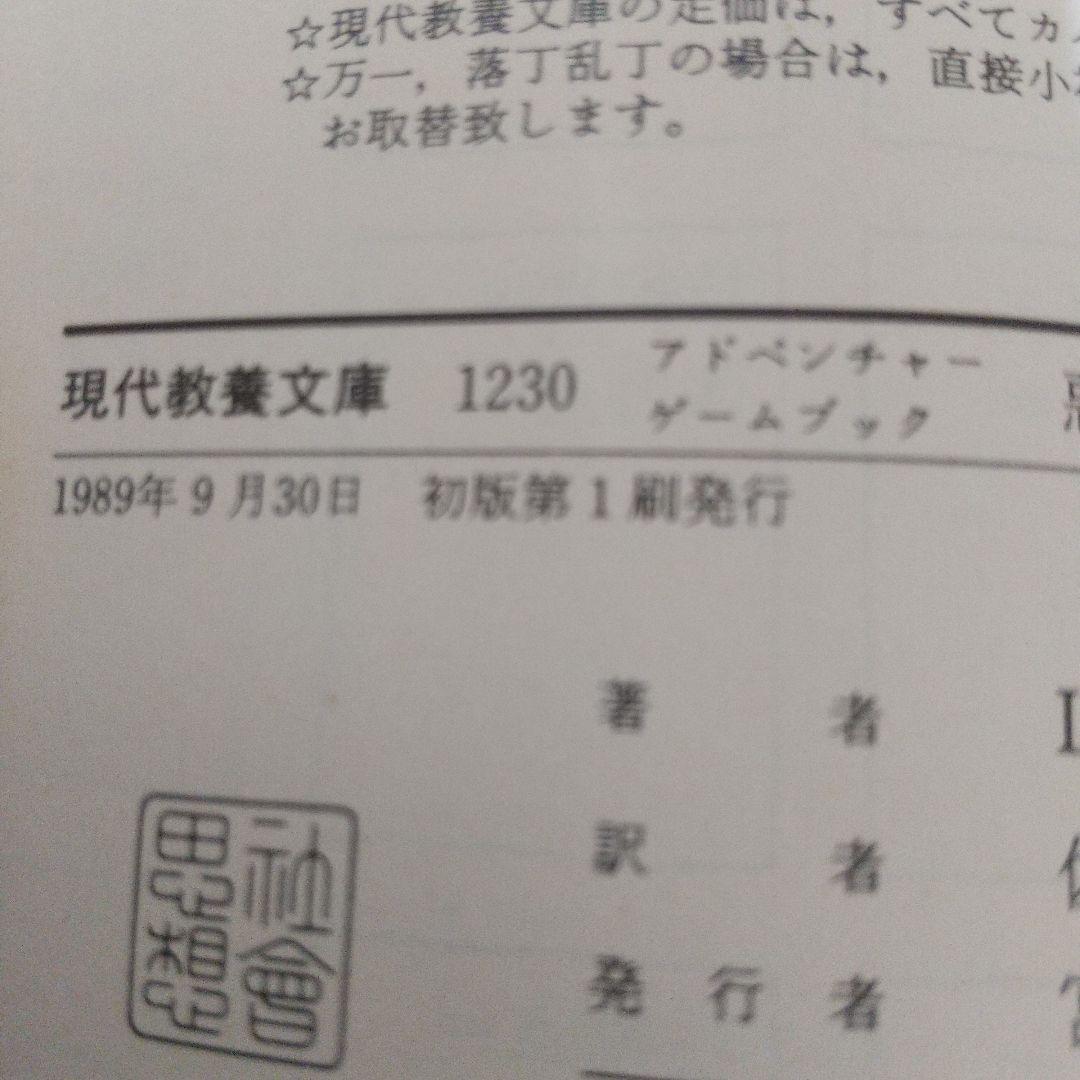 ☆現代教養文庫の定価は，すべてカ
☆万一，落丁乱丁の場合は，直接小
お取替致します。
現代教養文庫 1230 アドベンチャー
ゲームブック
1989年9月30日 初版第1刷発行
著者
訳者
発行者
社會
思想